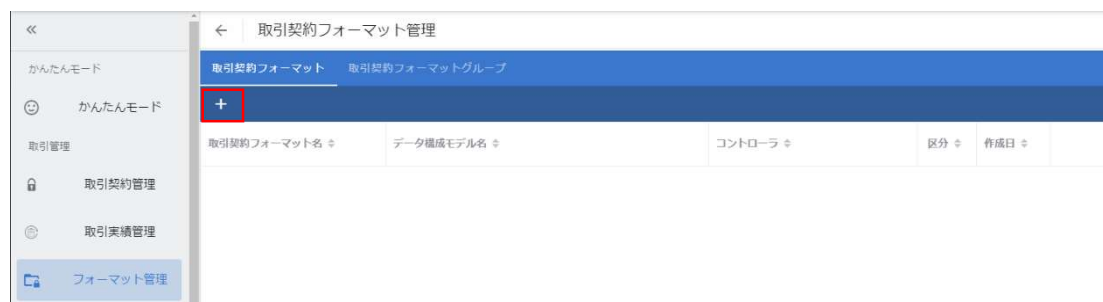 «
← 取引契約フォーマット管理
かんたんモード
取引契約フォーマット 取引契約フォーマットグループ
かんたんモード
+
取引管理
取引契約フォーマット名 データ構成モデル名 コントローラ 区分 作成日
取引契約管理
取引実績管理
フォーマット管理